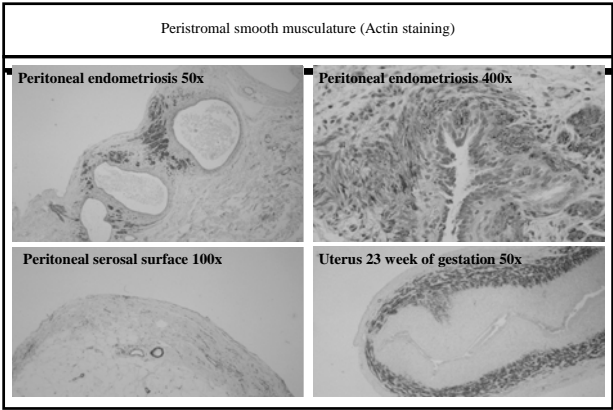 Peristromal smooth musculature (Actin staining)
Peritoneal endometriosis 50x
Peritoneal endometriosis 400x
Peritoneal serosal surface 100x
Uterus 23 week of gestation 50x